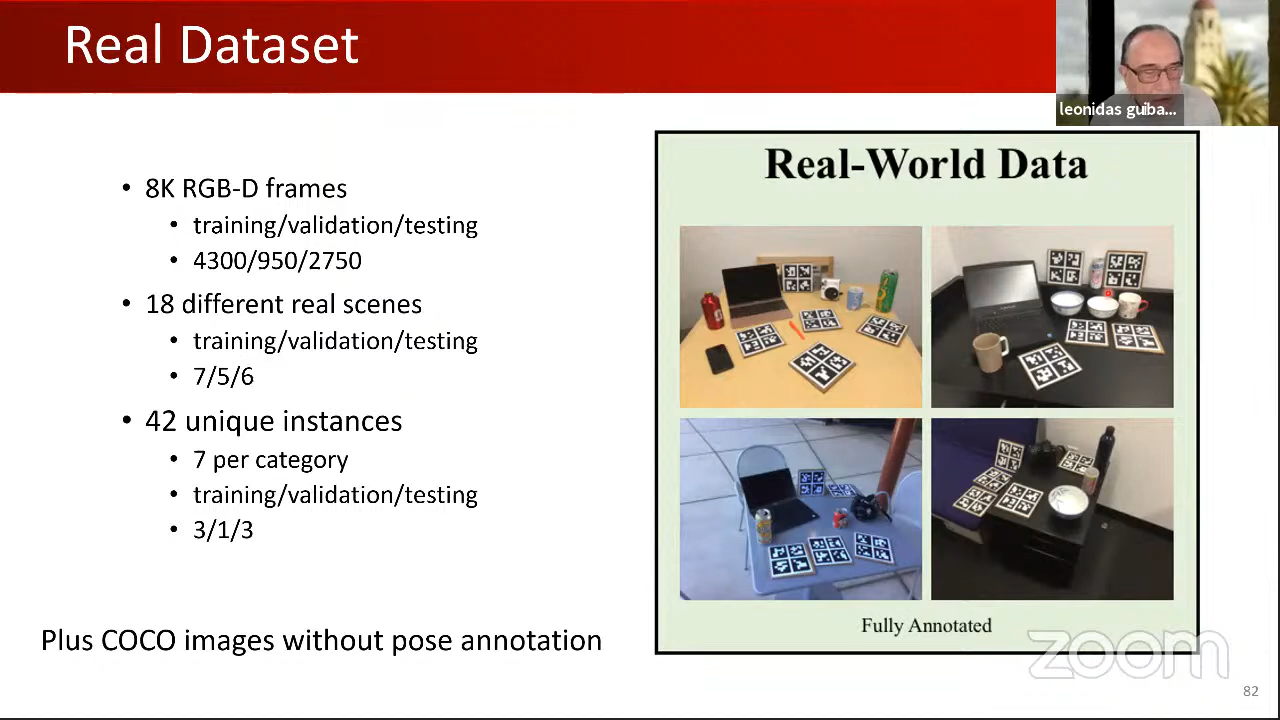 Real Dataset
leonidas guiba...
• 8K RGB-D frames
• training/validation/testing
• 4300/950/2750
• 18 different real scenes
• training/validation/testing
• 7/5/6
• 42 unique instances
• 7 per category
• training/validation/testing
• 3/1/3
Plus COCO images without pose annotation
Real-World Data
Fully Annotated
zoom
82